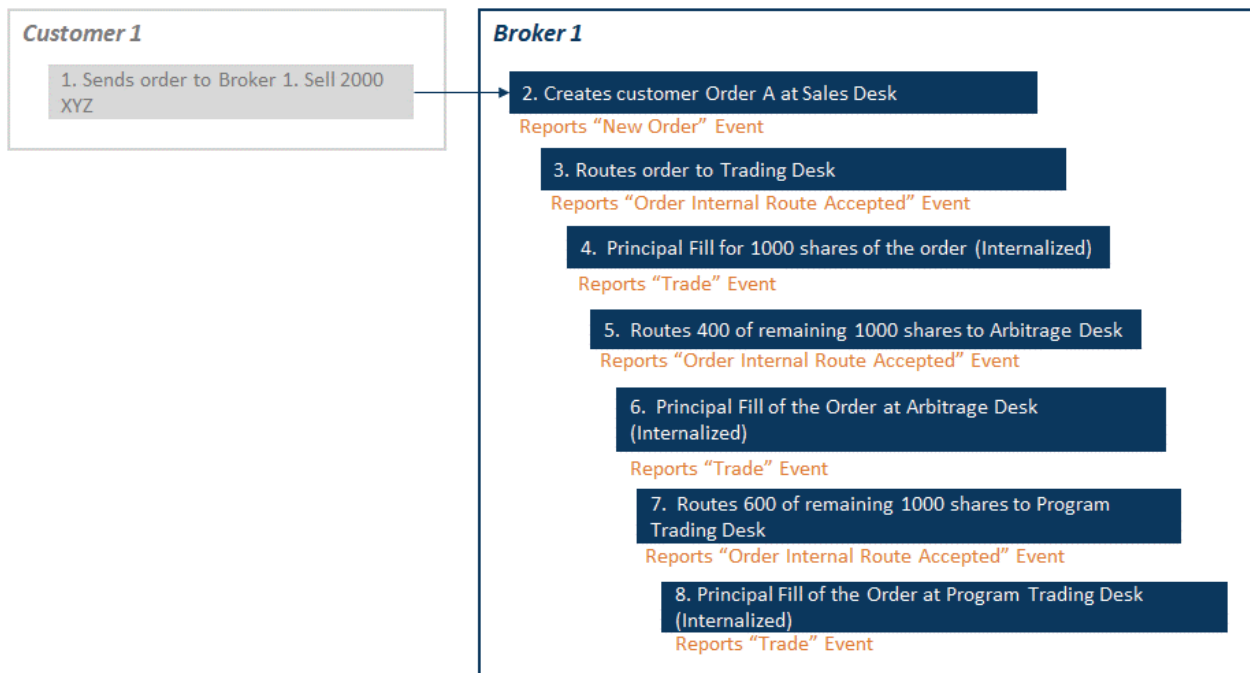 Customer 1
1. Sends order to Broker 1. Sell 2000
XYZ
Broker 1
2. Creates customer Order A at Sales Desk
Reports “New Order” Event
3. Routes order to Trading Desk
Reports “Order Internal Route Accepted” Event
4. Principal Fill for 1000 shares of the order (Internalized)
Reports “Trade” Event
5. Routes 400 of remaining 1000 shares to Arbitrage Desk
Reports “Order Internal Route Accepted” Event
6. Principal Fill of the Order at Arbitrage Desk
(Internalized)
Reports “Trade” Event
7. Routes 600 of remaining 1000 shares to Program
Trading Desk
Reports “Order Internal Route Accepted” Event
8. Principal Fill of the Order at Program Trading Desk
(Internalized)
Reports “Trade” Event